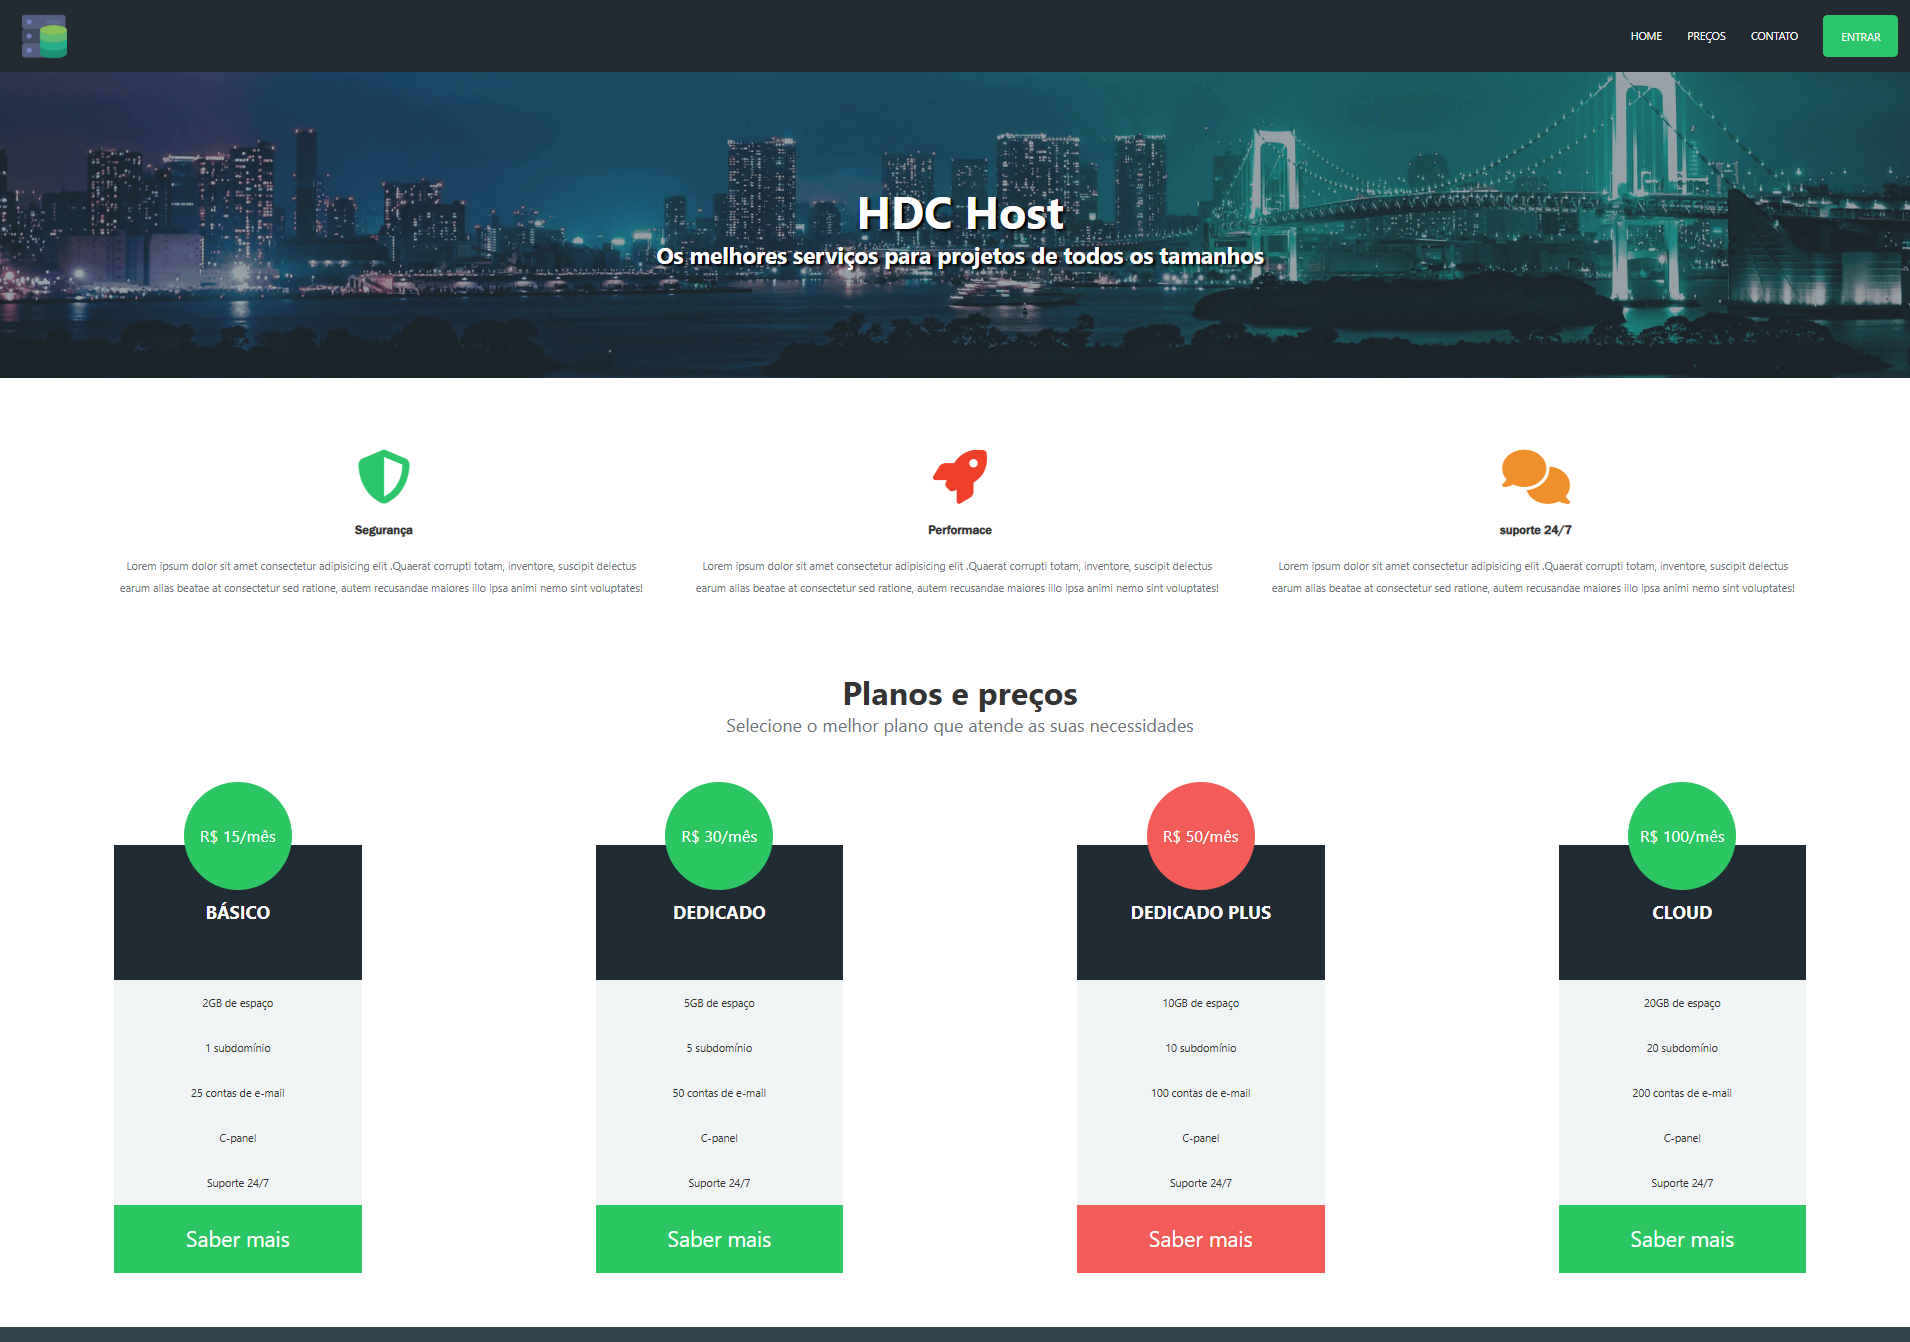 HOME PREÇOS CONTATO ENTRAR
HDC Host
Os melhores serviços para projetos de todos os tamanhos
Segurança
Lorem ipsum dolor sit amet consectetur adipisicing elit .Quaerat corrupti totam, inventore, suscipit delectus
earum alias beatae at consectetur sed ratione, autem recusandae maiores illo ipsa animi nemo sint voluptates!
Performace
Lorem ipsum dolor sit amet consectetur adipisicing elit .Quaerat corrupti totam, inventore, suscipit delectus
earum alias beatae at consectetur sed ratione, autem recusandae maiores illo ipsa animi nemo sint voluptates!
suporte 24/7
Lorem ipsum dolor sit amet consectetur adipisicing elit .Quaerat corrupti totam, inventore, suscipit delectus
earum alias beatae at consectetur sed ratione, autem recusandae maiores illo ipsa animi nemo sint voluptates!
Planos e preços
Selecione o melhor plano que atende as suas necessidades
R$ 15/mês
BÁSICO
2GB de espaço
1 subdomínio
25 contas de e-mail
C-panel
Suporte 24/7
Saber mais
R$ 30/mês
DEDICADO
5GB de espaço
5 subdomínio
50 contas de e-mail
C-panel
Suporte 24/7
Saber mais
R$ 50/mês
DEDICADO PLUS
10GB de espaço
10 subdomínio
100 contas de e-mail
C-panel
Suporte 24/7
Saber mais
R$ 100/mês
CLOUD
20GB de espaço
20 subdomínio
200 contas de e-mail
C-panel
Suporte 24/7
Saber mais